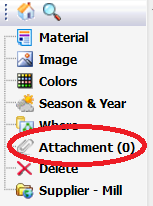 Material
Image
Colors
Season & Year
Where
Attachment (0)
Delete
Supplier - Mill